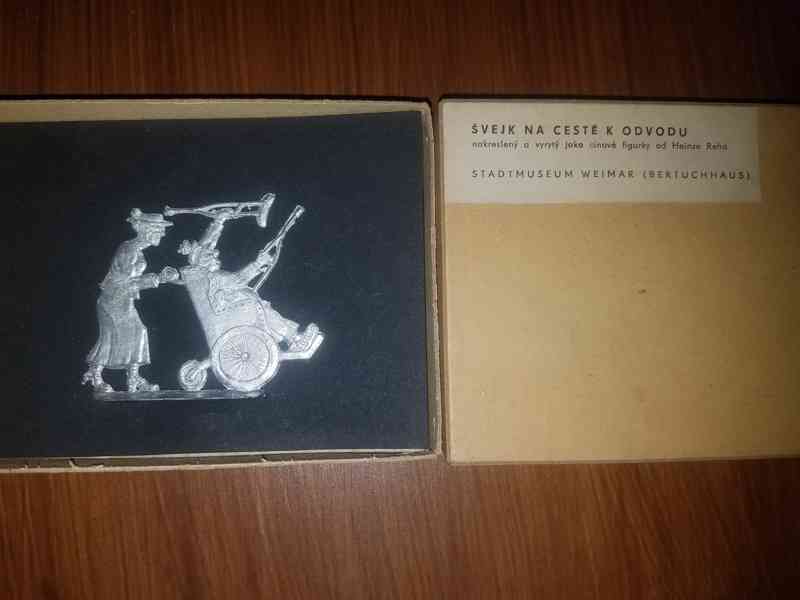 ŠVEJK NA CESTĚ K ODVODU
nakreslený a vyrytý jako cínové figurky od Heinze Reha
STADTMUSEUM WEIMAR (BERTUCHHAUS)